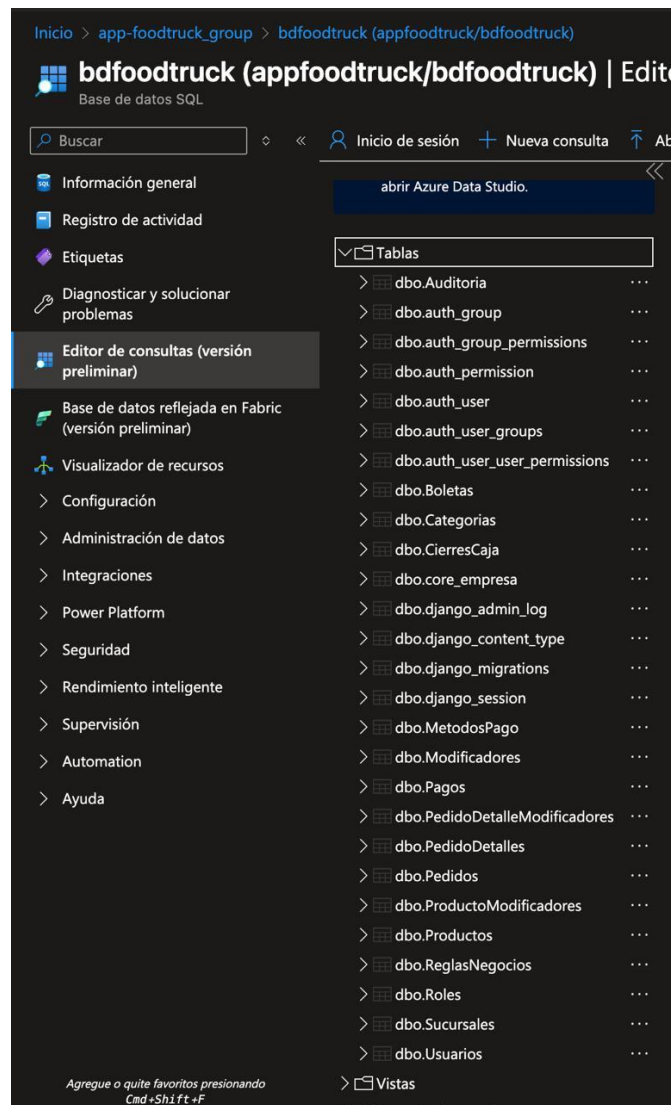 Inicio > app-foodtruck_group > bdfoodtruck (appfoodtruck/bdfoodtruck)
bdfoodtruck (appfoodtruck/bdfoodtruck) | Edito
Base de datos SQL
Buscar
Información general
Registro de actividad
Etiquetas
Diagnosticar y solucionar
problemas
Editor de consultas (versión
preliminar)
Base de datos reflejada en Fabric
(versión preliminar)
Visualizador de recursos
Configuración
Administración de datos
Integraciones
Power Platform
Seguridad
Rendimiento inteligente
Supervisión
Automation
Ayuda
Agregue o quite favoritos presionando
Cmd+Shift+F
Inicio de sesión
Nueva consulta
Ab
abrir Azure Data Studio.
Tablas
dbo.Auditoria
dbo.auth_group
dbo.auth_group_permissions
dbo.auth_permission
dbo.auth_user
dbo.auth_user_groups
dbo.auth_user_user_permissions
dbo.Boletas
dbo.Categorias
dbo.CierresCaja
dbo.core_empresa
dbo.django_admin_log
dbo.django_content_type
dbo.django_migrations
dbo.django_session
dbo.MetodosPago
dbo.Modificadores
dbo.Pagos
dbo.PedidoDetalleModificadores
dbo.PedidoDetalles
dbo.Pedidos
dbo.ProductoModificadores
dbo.Productos
dbo.ReglasNegocios
dbo.Roles
dbo.Sucursales
dbo.Usuarios
Vistas